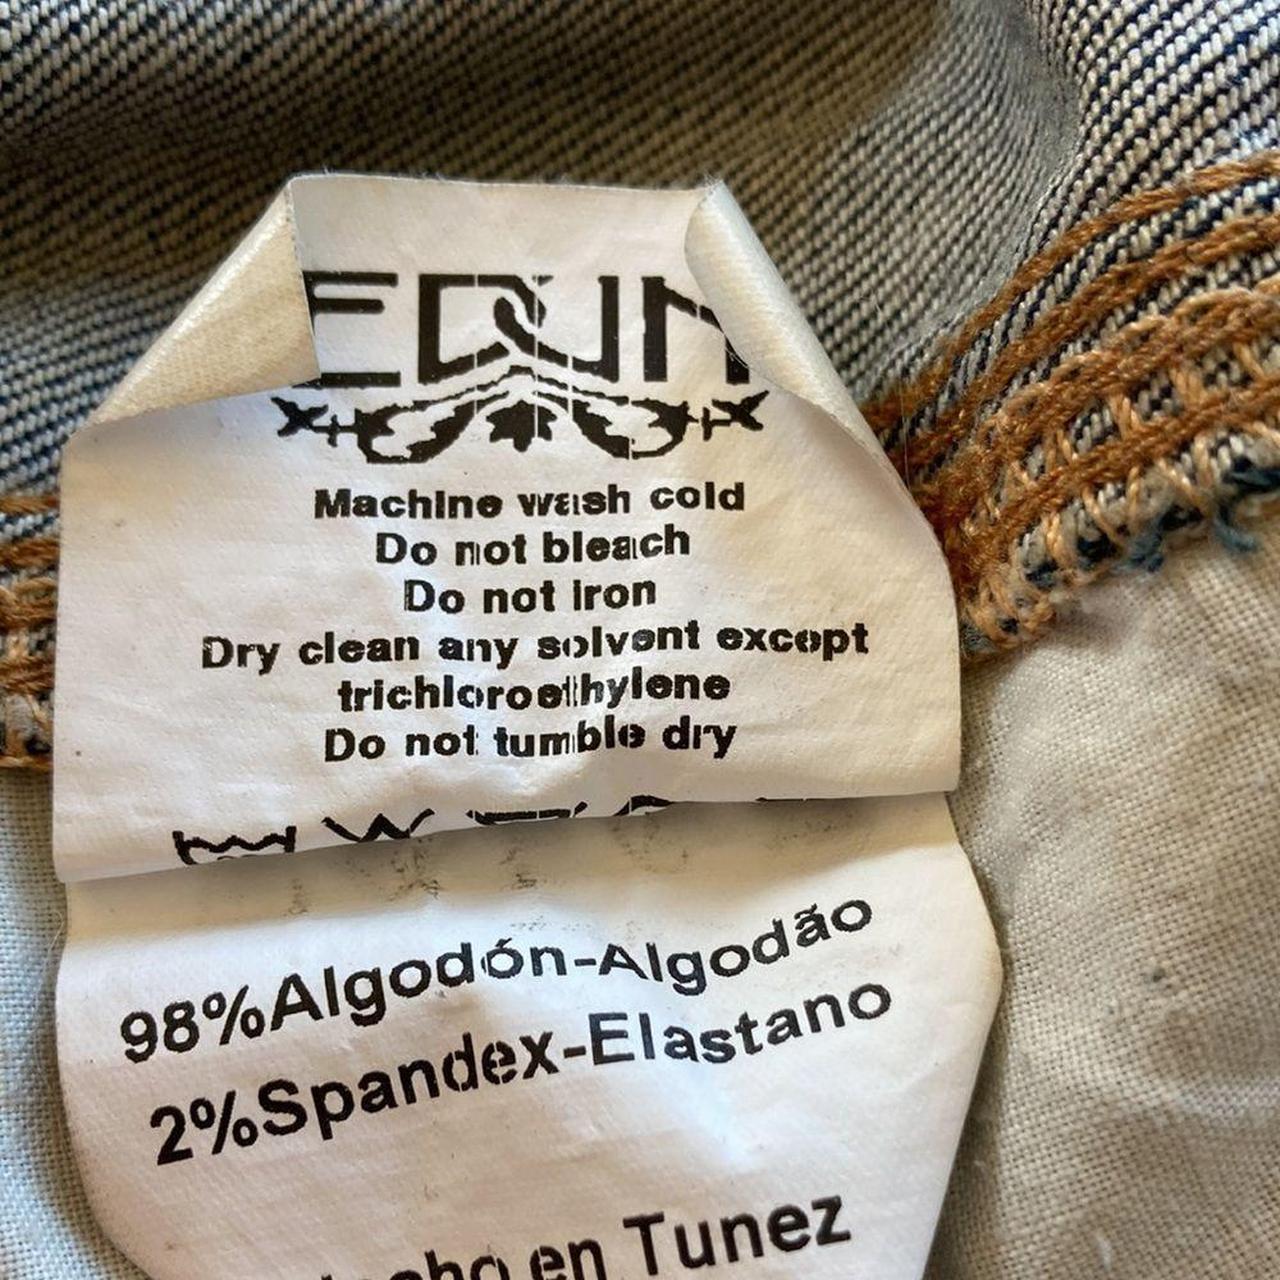 EDUN
Machine wash cold
Do not bleach
Do not iron
Dry clean any solvent except
trichloroethylene
Do not tumble dry
98%Algodón-Algodão
2%Spandex-Elastano
en Tunez